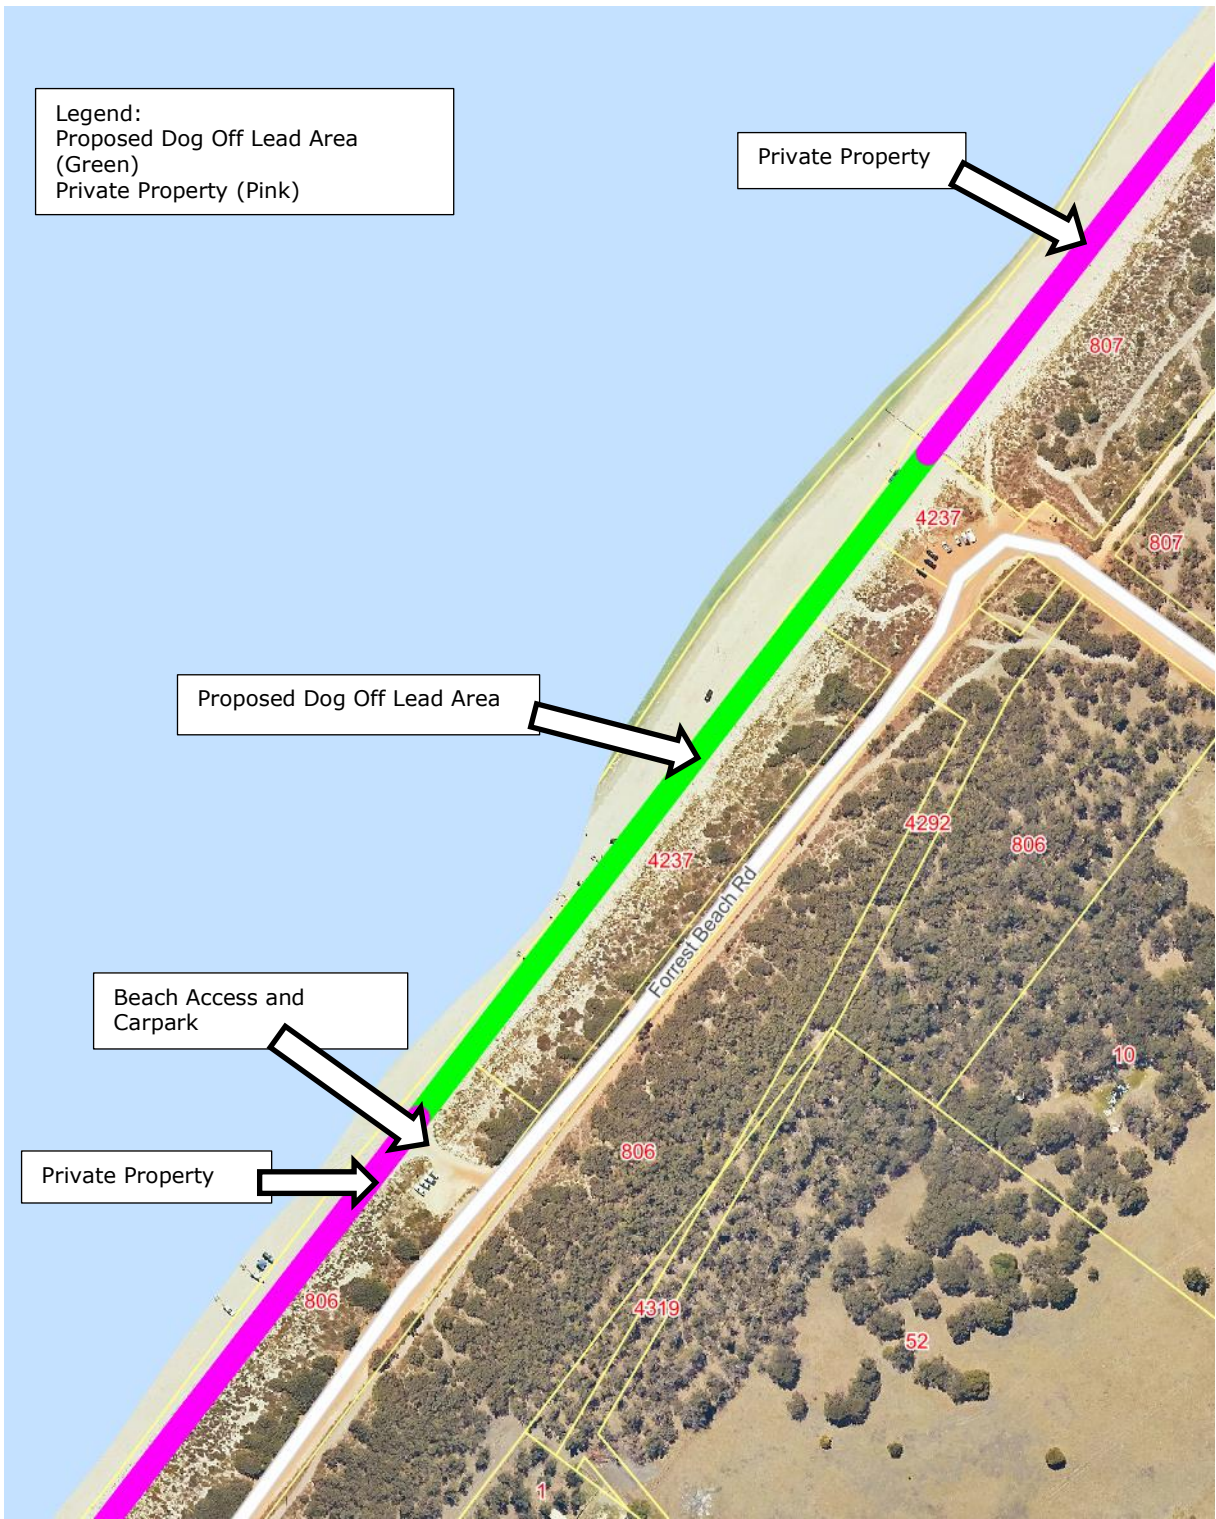 Legend:
Proposed Dog Off Lead Area
(Green)
Private Property (Pink)
Private Property
807
4237
807
Proposed Dog Off Lead Area
4292
806
4237
Forrest Beach Rd
Beach Access and
Carpark
10
806
Private Property
806
4319
52
1